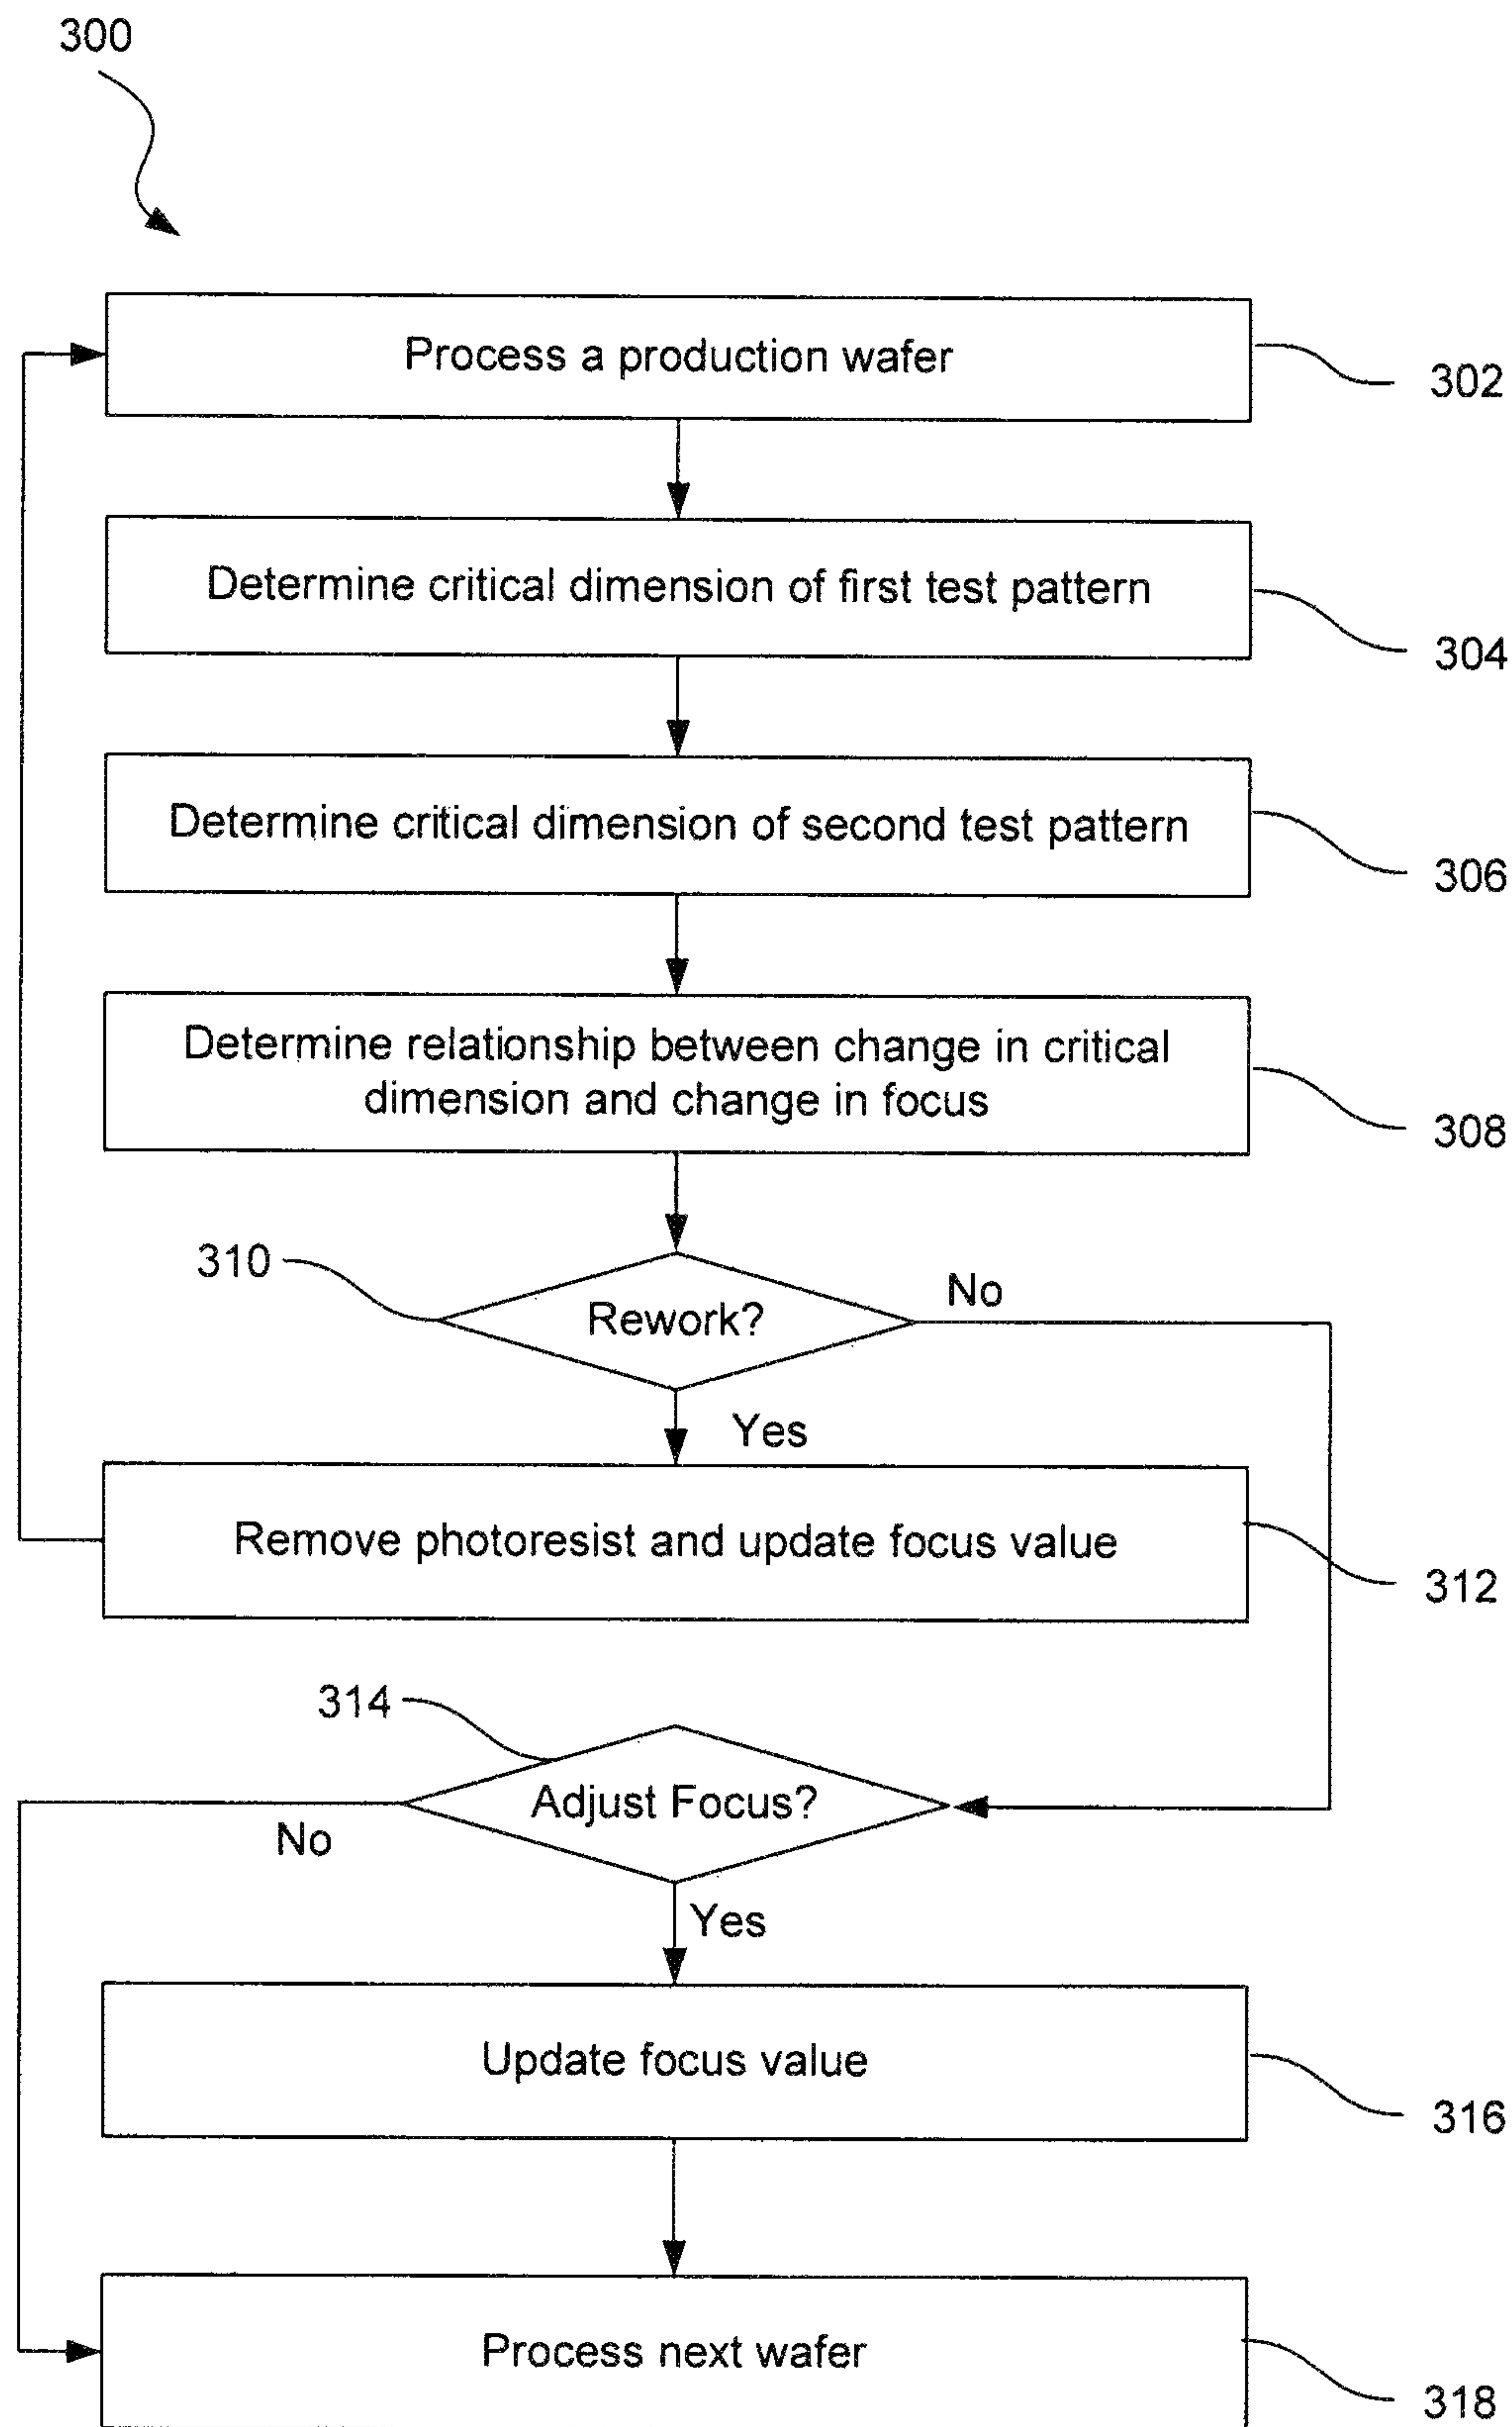 300
Process a production wafer
302
Determine critical dimension of first test pattern
304
Determine critical dimension of second test pattern
306
Determine relationship between change in critical
dimension and change in focus
308
310
Rework?
No
Yes
Remove photoresist and update focus value
312
314
Adjust Focus?
No
Yes
Update focus value
316
Process next wafer
318